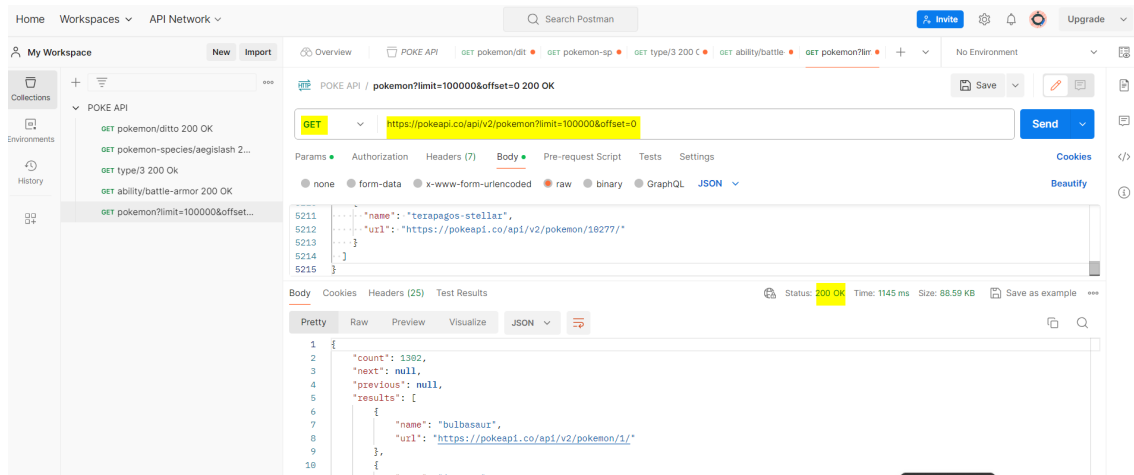 Home Workspaces API Network Search Postman Invite Upgrade
My Workspace New Import Overview POKE API GET pokemon/dit GET pokemon-sp GET type/3 200 C GET ability/battle- GET pokemon?lim No Environment
Collections
Environments
History
POKE API
GET pokemon/ditto 200 OK
GET pokemon-species/aegislash 2...
GET type/3 200 Ok
GET ability/battle-armor 200 OK
GET pokemon?limit=100000&offset...
HTTP POKE API / pokemon?limit=100000&offset=0 200 OK Save
GET https://pokeapi.co/api/v2/pokemon?limit=100000&offset=0 Send
Params Authorization Headers (7) Body Pre-request Script Tests Settings Cookies
none form-data x-www-form-urlencoded raw binary GraphQL JSON Beautify
5211 "name": "terapagos-stellar",
5212 "url": "https://pokeapi.co/api/v2/pokemon/10277/"
5213 }
5214 ]
5215 }
Body Cookies Headers (25) Test Results Status: 200 OK Time: 1145 ms Size: 88.59 KB Save as example
Pretty Raw Preview Visualize JSON
1 {
2 "count": 1302,
3 "next": null,
4 "previous": null,
5 "results": [
6 {
7 "name": "bulbasaur",
8 "url": "https://pokeapi.co/api/v2/pokemon/1/"
9 },
10 {